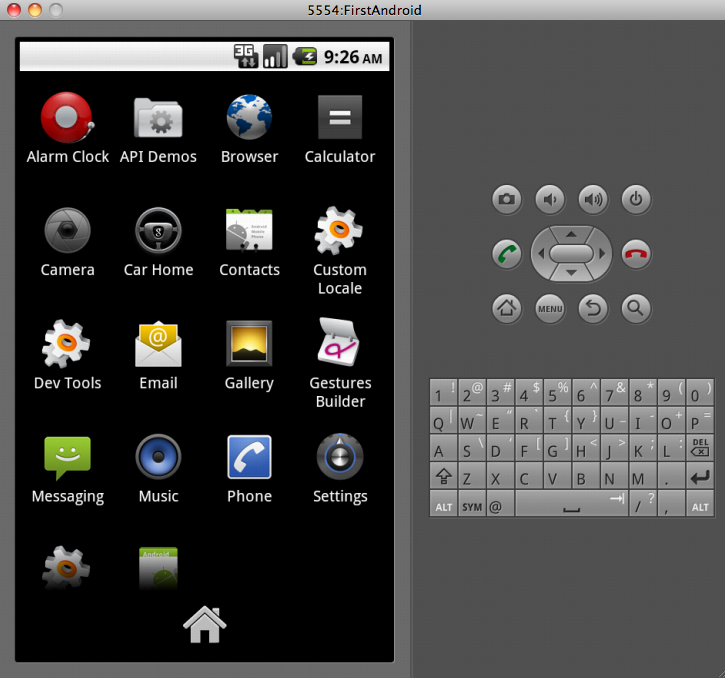 5554:FirstAndroid
3G 9:26 AM
Alarm Clock API Demos Browser Calculator
Camera Car Home Contacts Custom Locale
Dev Tools Email Gallery Gestures Builder
Messaging Music Phone Settings
Android
MENU
1 ! 2 @ 3 # 4 $ 5 % 6 ^ 7 & 8 * 9 ( 0 )
Q | W ~ E " R ` T { Y } U _ I - O + P =
A S \ D ' F [ G ] H < J > K ; L : DEL
Z X C V B N M .
ALT SYM @ / ? , ALT